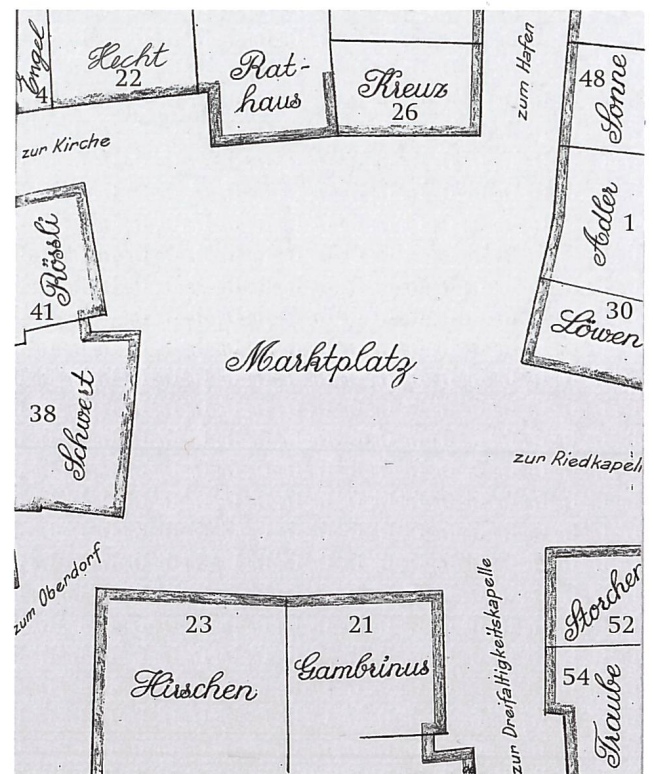 Engel
4
Hecht
22
Rat-
haus
Kreuz
26
zum Hafen
48 Sonne
zur Kirche
Adler
1
Rössli
41
30
Löwen
Marktplatz
38
Schwert
zur Riedkapell
zum Oberdorf
zur Dreifaltigkeitskapelle
Storchen
52
23
21
Hirschen
Gambrinus
54
Traube